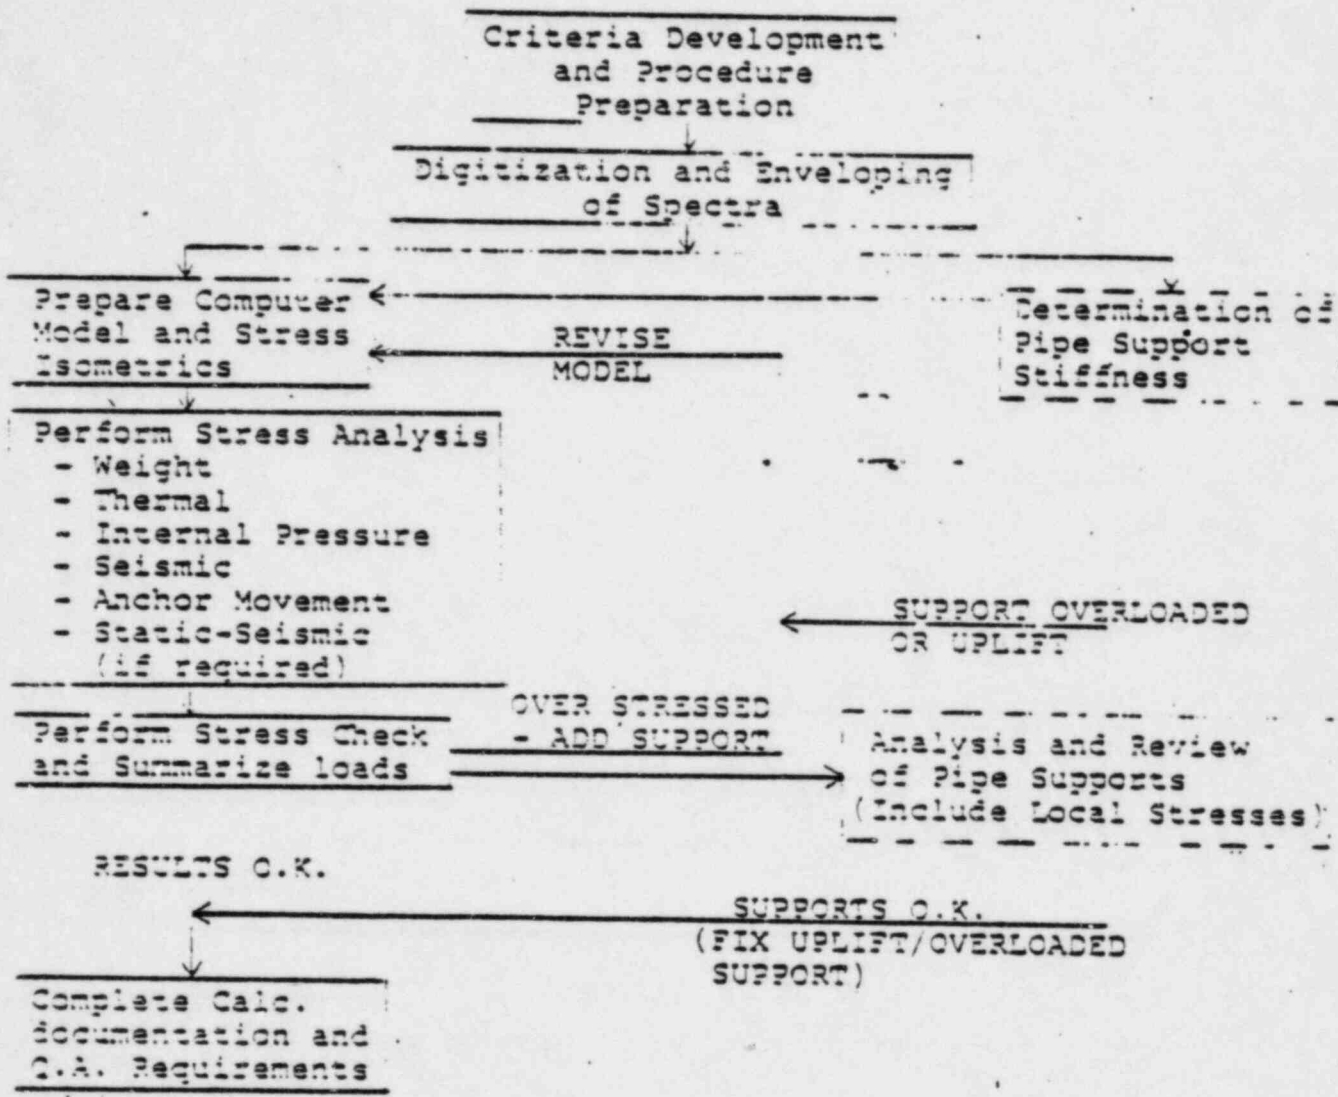 Criteria Development
and Procedure
Preparation
Digitization and Enveloping
of Spectra
Prepare Computer
Model and Stress
Isometrics
REVISE
MODEL
Determination of
Pipe Support
Stiffness
Perform Stress Analysis
- Weight
- Thermal
- Internal Pressure
- Seismic
- Anchor Movement
- Static-Seismic
(if required)
SUPPORT OVERLOADED
OR UPLIFT
Perform Stress Check
and Summarize loads
OVER STRESSED
- ADD SUPPORT
Analysis and Review
of Pipe Supports
(Include Local Stresses)
RESULTS O.K.
SUPPORTS O.K.
(FIX UPLIFT/OVERLOADED
SUPPORT)
Complete Calc.
documentation and
Q.A. Requirements